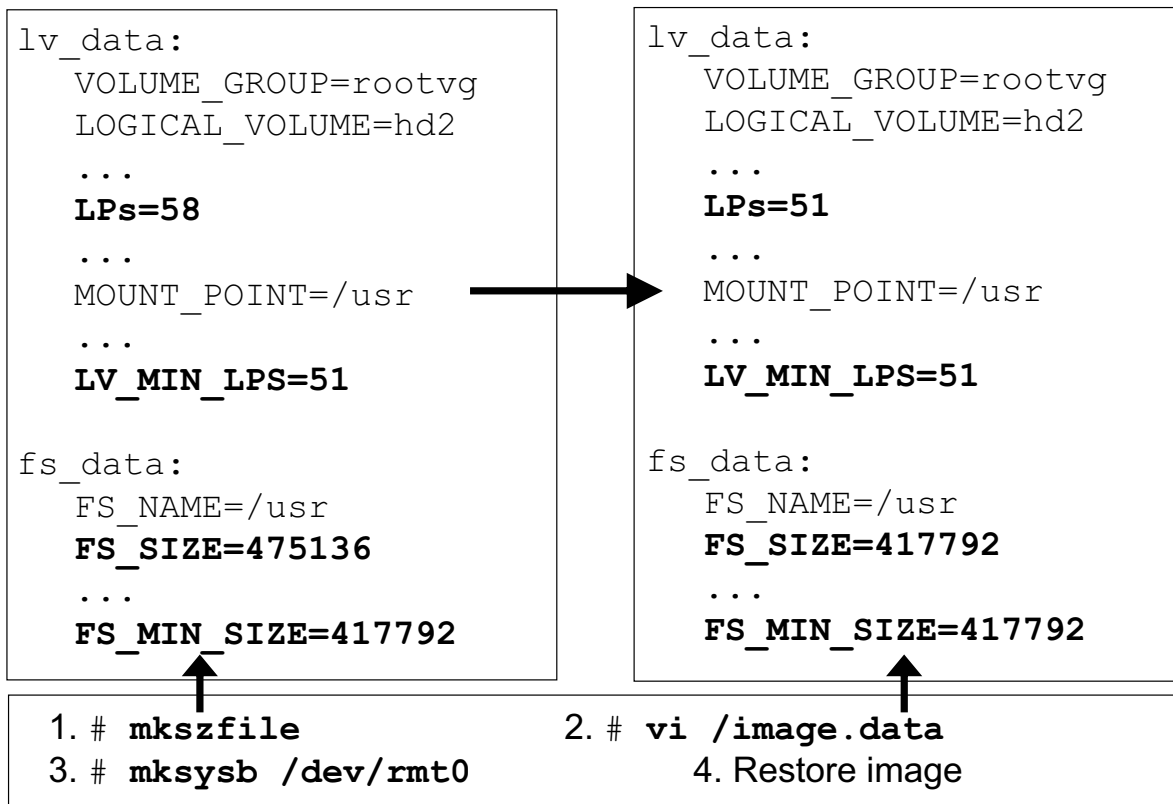 lv_data:
VOLUME_GROUP=rootvg
LOGICAL_VOLUME=hd2
...
LPs=58
...
MOUNT_POINT=/usr
...
LV_MIN_LPS=51
fs_data:
FS_NAME=/usr
FS_SIZE=475136
...
FS_MIN_SIZE=417792
lv_data:
VOLUME_GROUP=rootvg
LOGICAL_VOLUME=hd2
...
LPs=51
...
MOUNT_POINT=/usr
...
LV_MIN_LPS=51
fs_data:
FS_NAME=/usr
FS_SIZE=417792
...
FS_MIN_SIZE=417792
1. # mkszfile
2. # vi /image.data
3. # mksysb /dev/rmt0
4. Restore image